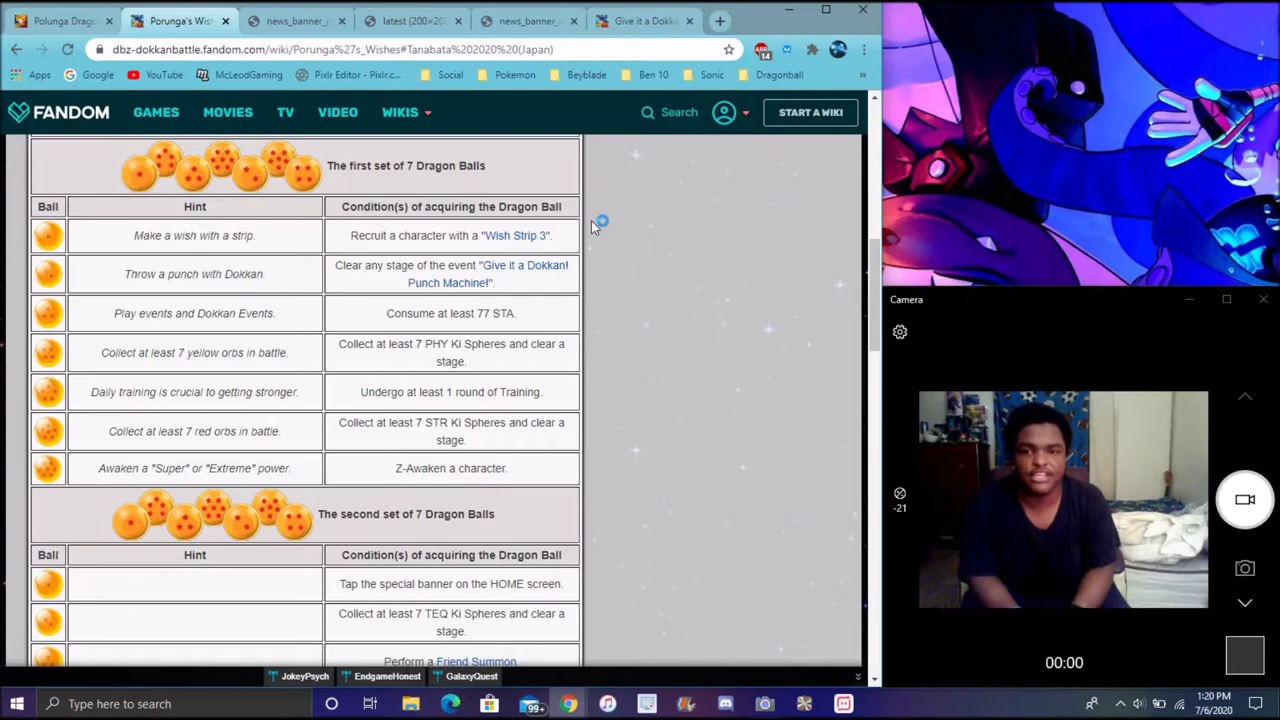 Polunga Drago
Porunga's Wish
news_banner_p
latest (200×20
news_banner_e
Give it a Dokk
dbz-dokkanbattle.fandom.com/wiki/Porunga%27s_Wishes#Tanabata%202020%20(Japan)
14
Apps
Google
YouTube
McLeodGaming
Pixlr Editor - Pixlr.c...
Social
Pokemon
Beyblade
Ben 10
Sonic
Dragonball
»
FANDOM
GAMES
MOVIES
TV
VIDEO
WIKIS
Search
START A WIKI
The first set of 7 Dragon Balls
Ball Hint Condition(s) of acquiring the Dragon Ball
Make a wish with a strip. Recruit a character with a "Wish Strip 3".
Throw a punch with Dokkan. Clear any stage of the event "Give it a Dokkan!
Punch Machine!".
Play events and Dokkan Events. Consume at least 77 STA.
Collect at least 7 yellow orbs in battle. Collect at least 7 PHY Ki Spheres and clear a
stage.
Daily training is crucial to getting stronger. Undergo at least 1 round of Training.
Collect at least 7 red orbs in battle. Collect at least 7 STR Ki Spheres and clear a
stage.
Awaken a "Super" or "Extreme" power. Z-Awaken a character.
The second set of 7 Dragon Balls
Ball Hint Condition(s) of acquiring the Dragon Ball
Tap the special banner on the HOME screen.
Collect at least 7 TEQ Ki Spheres and clear a
stage.
Perform a Friend Summon.
JokeyPsych
EndgameHonest
GalaxyQuest
Camera
-21
00:00
Type here to search
99+
1:20 PM
7/6/2020